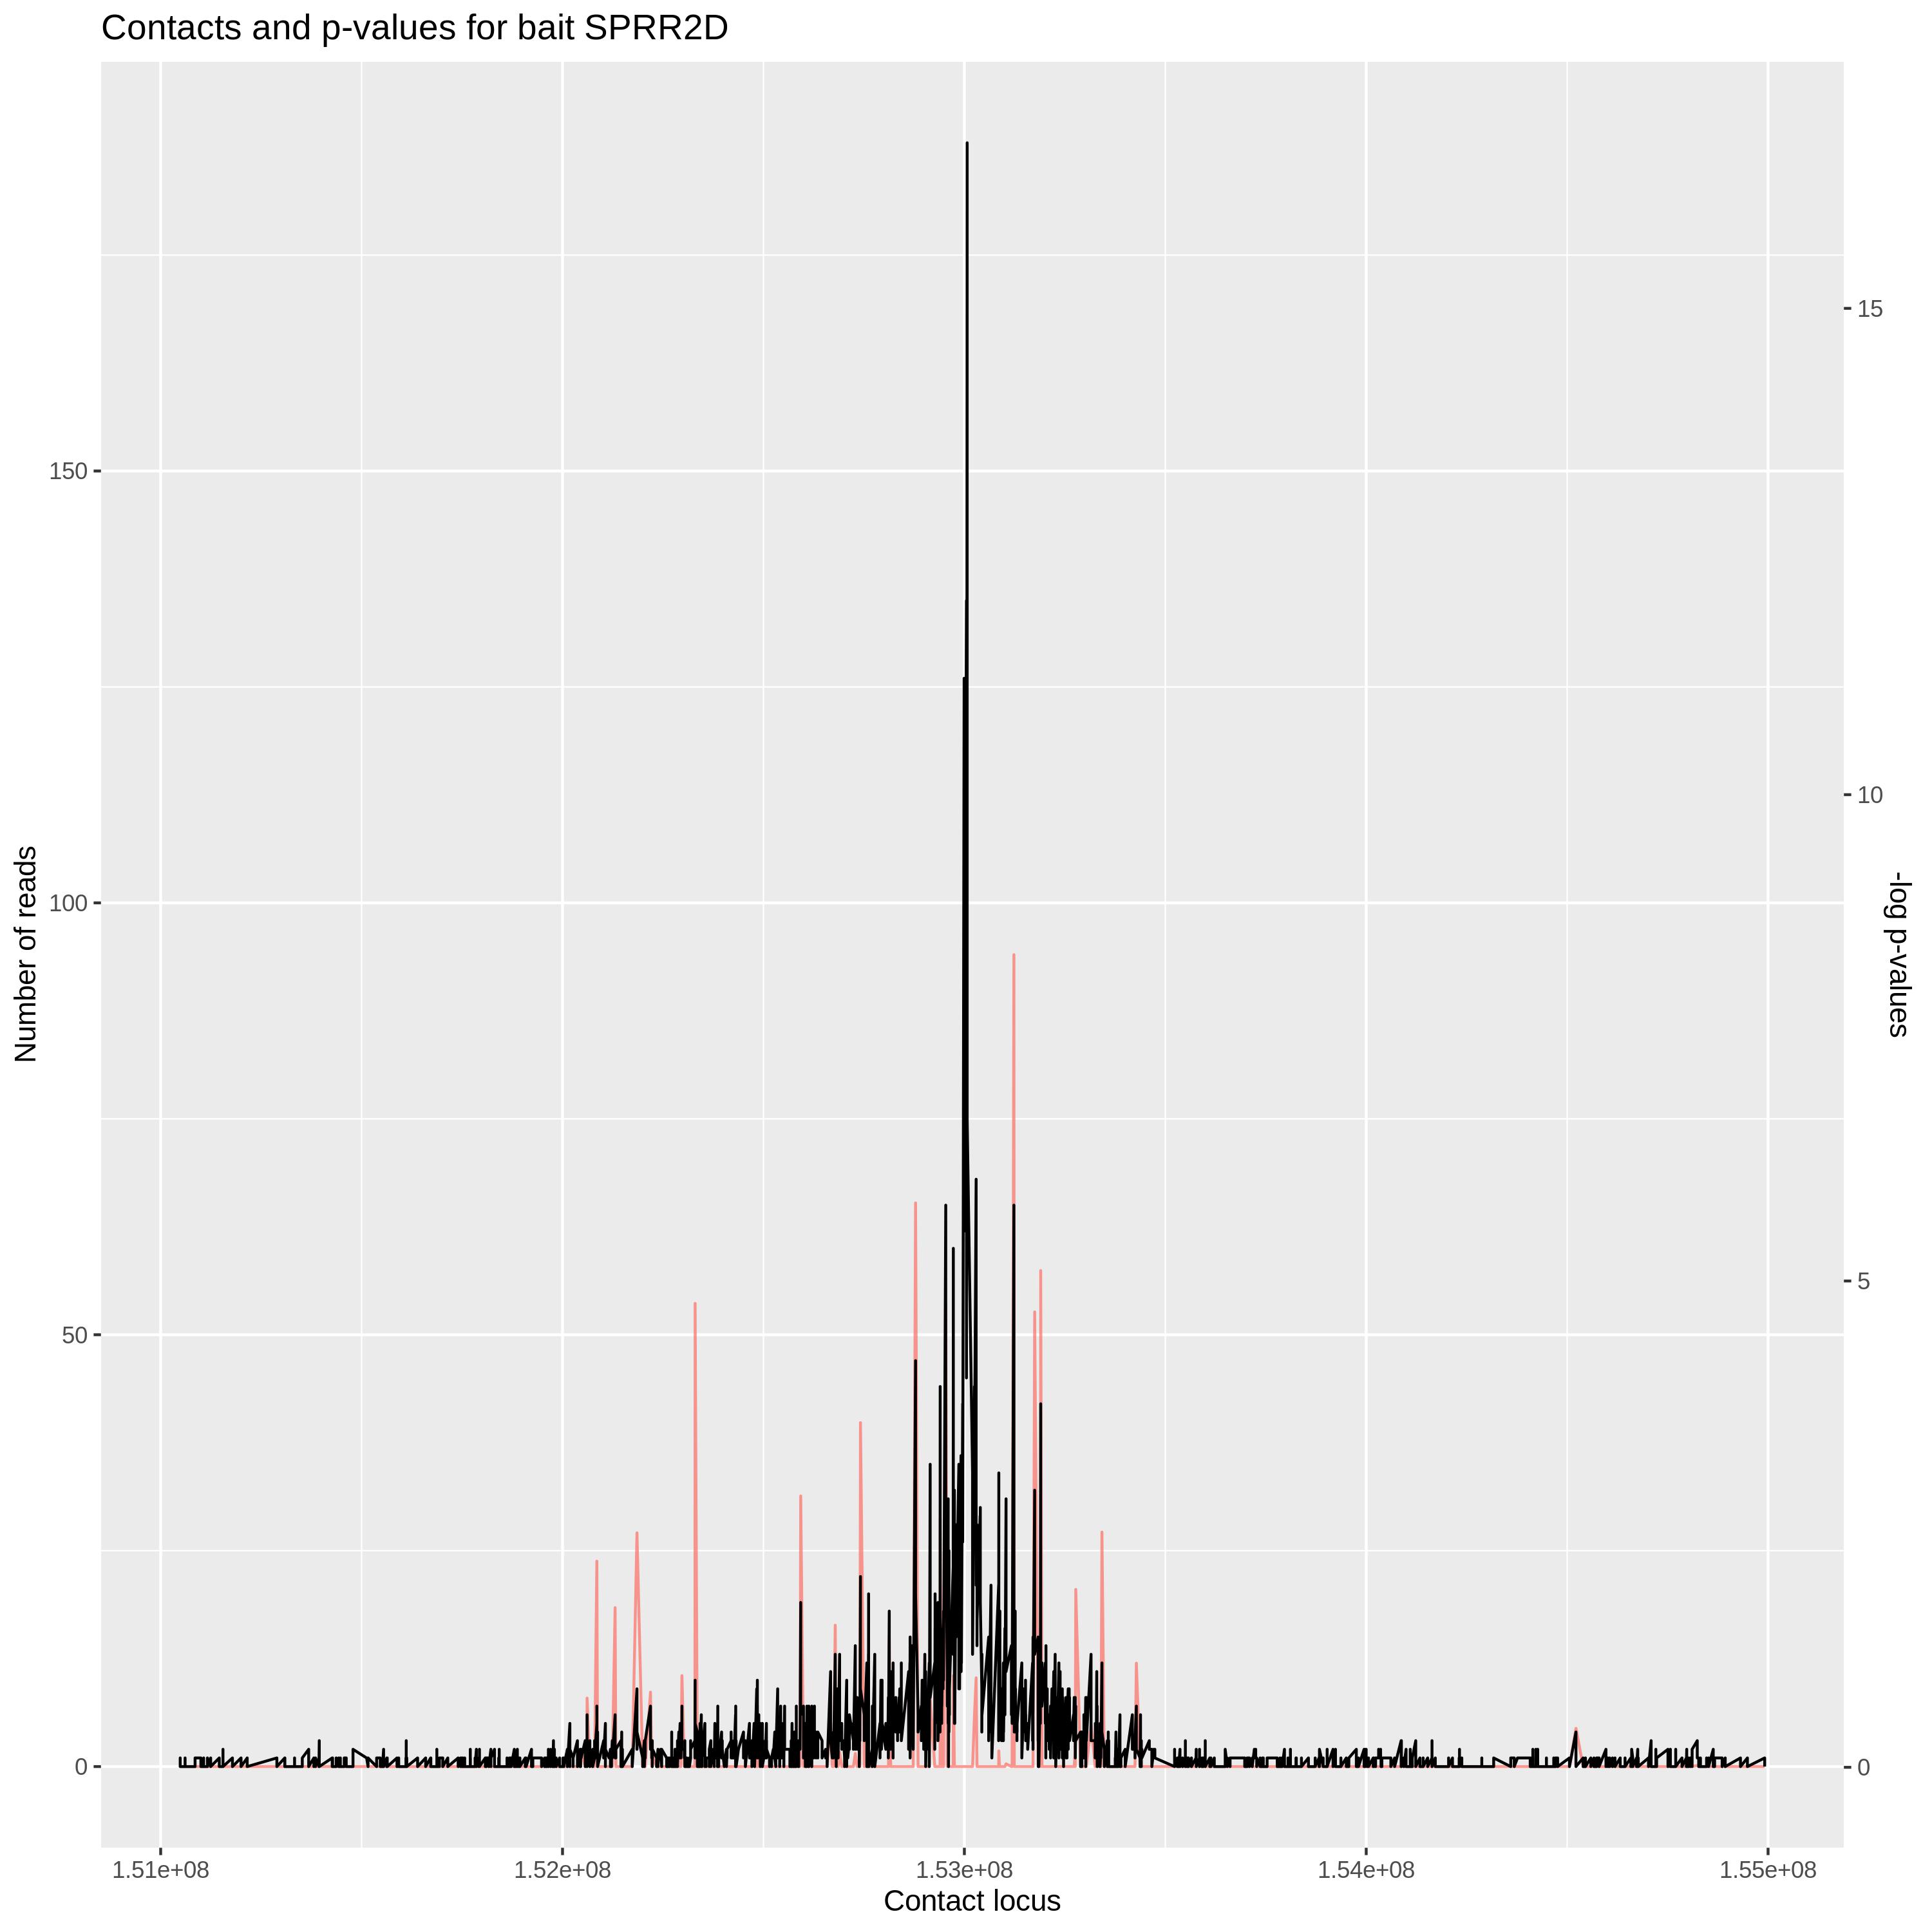 Contacts and p-values for bait SPRR2D
Number of reads
150
100
50
0
15
10
5
0
-log p-values
1.51e+08
1.52e+08
1.53e+08
1.54e+08
1.55e+08
Contact locus